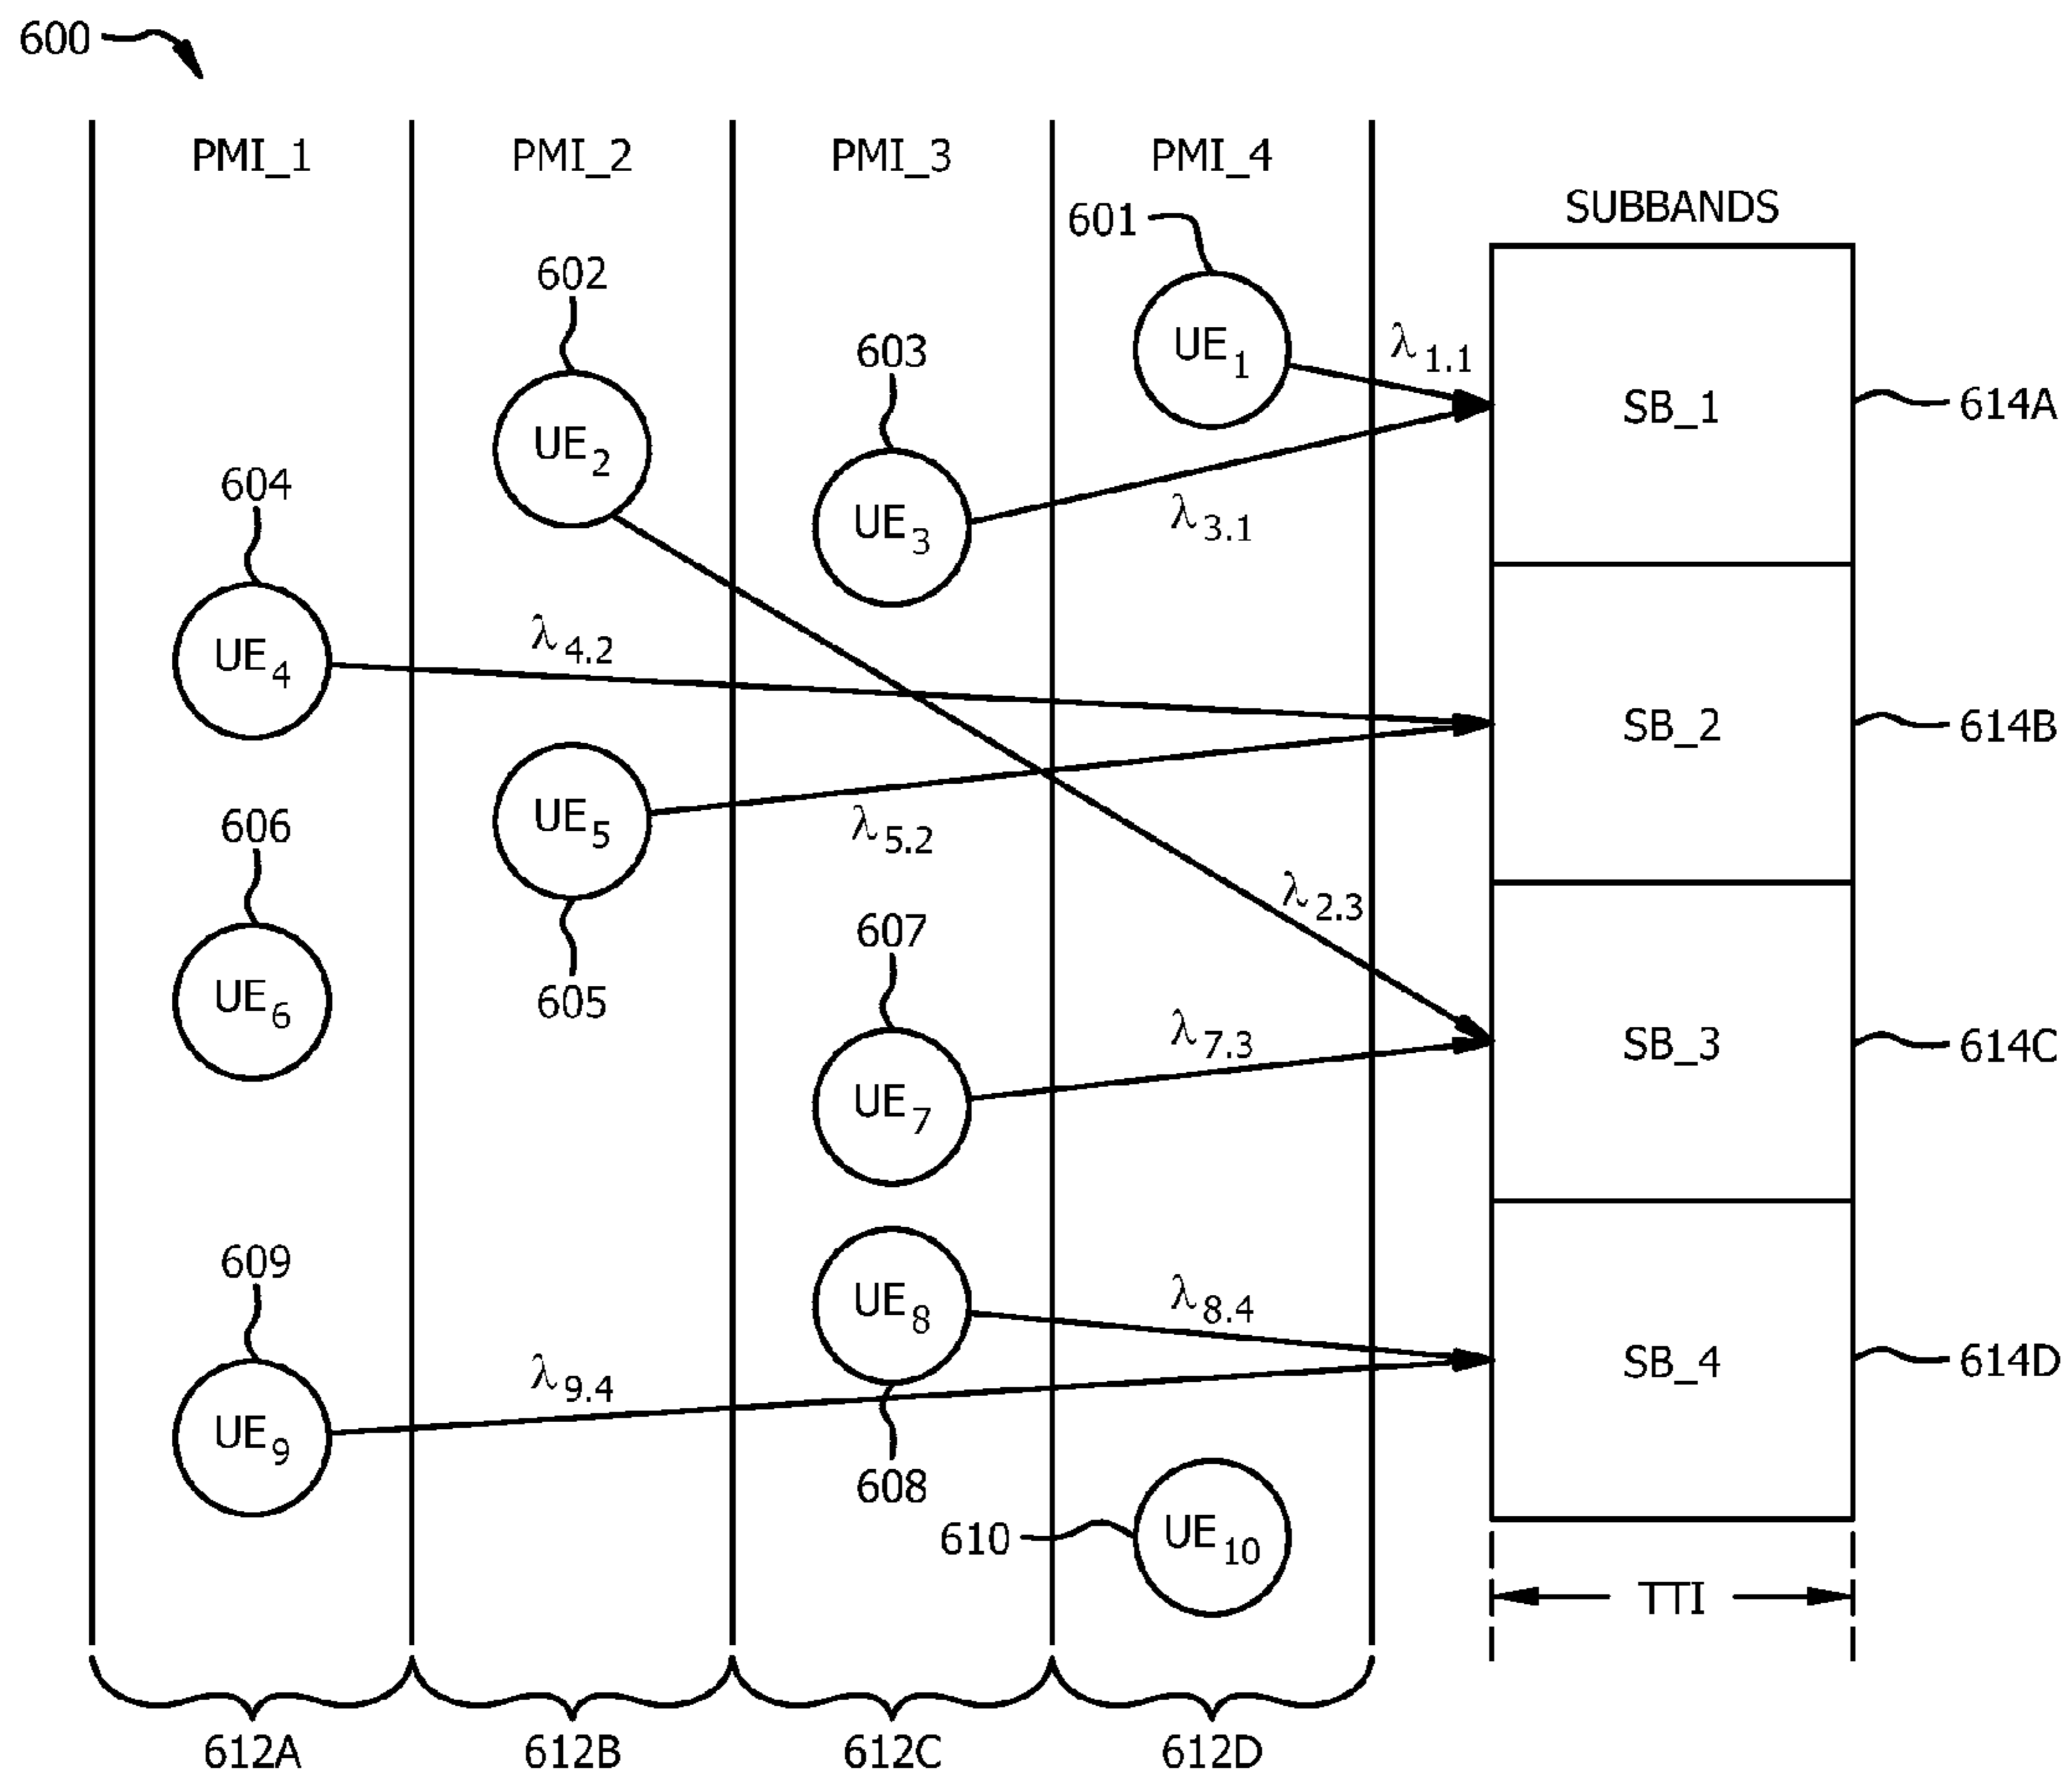 600
PMI_1 PMI_2 PMI_3 PMI_4
SUBBANDS
601
602
603
604
UE1
λ1.1
UE2
UE3
λ3.1
SB_1
614A
UE4
λ4.2
SB_2
614B
UE5
λ5.2
605
606
UE6
λ2.3
607
UE7
λ7.3
SB_3
614C
609
UE9
λ9.4
UE8
λ8.4
608
SB_4
614D
610
UE10
TTI
612A 612B 612C 612D